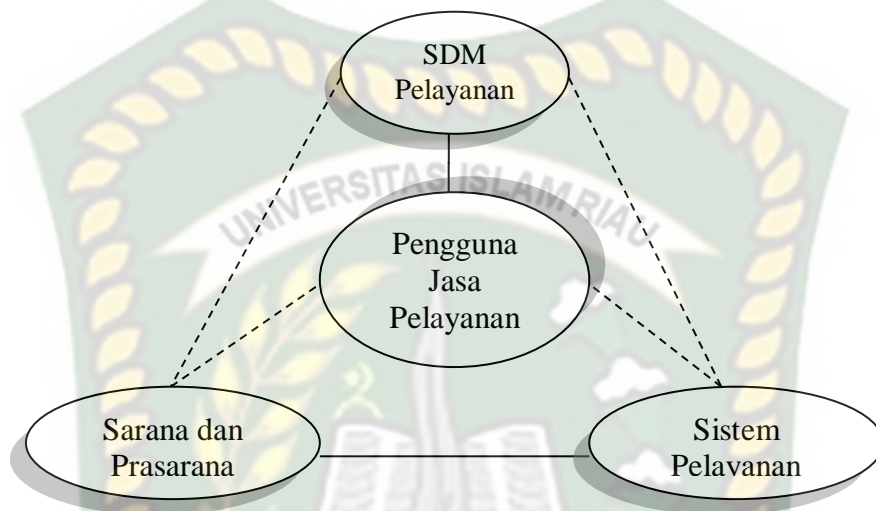 SDM
Pelayanan
UNIVERSITAS ISLAM RIAU
Pengguna
Jasa
Pelayanan
Sarana dan
Prasarana
Sistem
Pelayanan